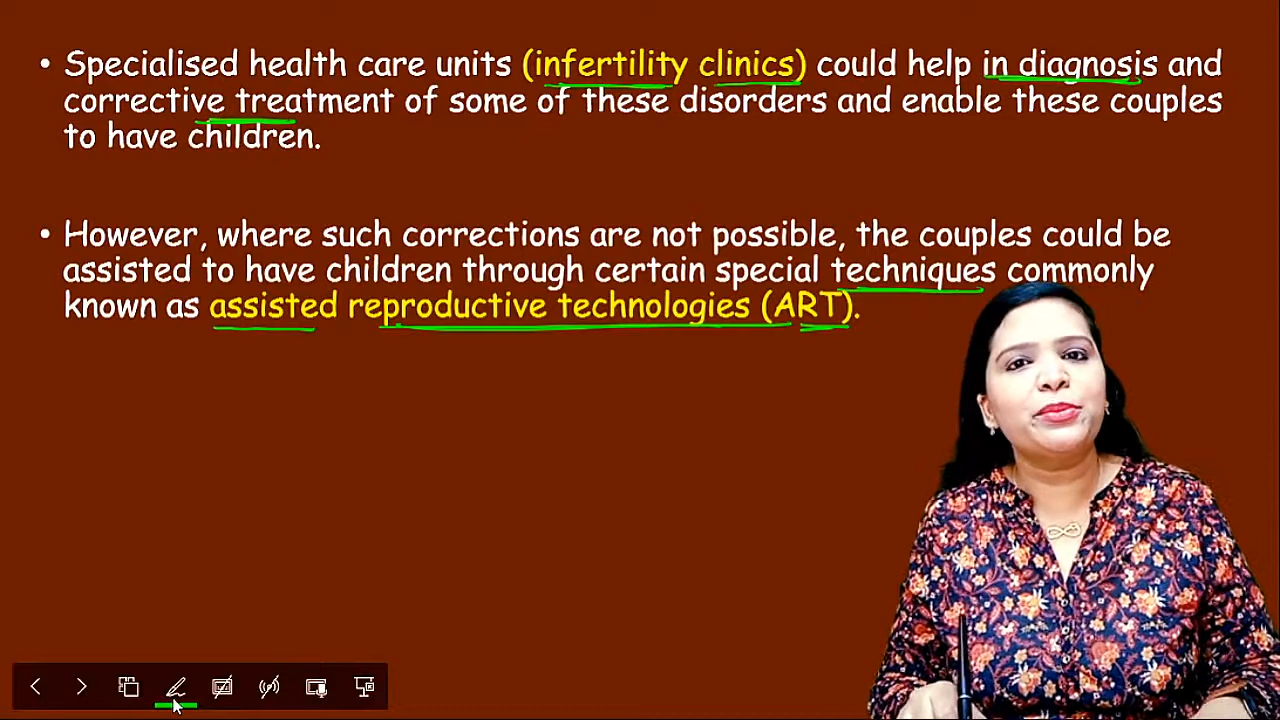 • Specialised health care units (infertility clinics) could help in diagnosis and
corrective treatment of some of these disorders and enable these couples
to have children.
• However, where such corrections are not possible, the couples could be
assisted to have children through certain special techniques commonly
known as assisted reproductive technologies (ART).